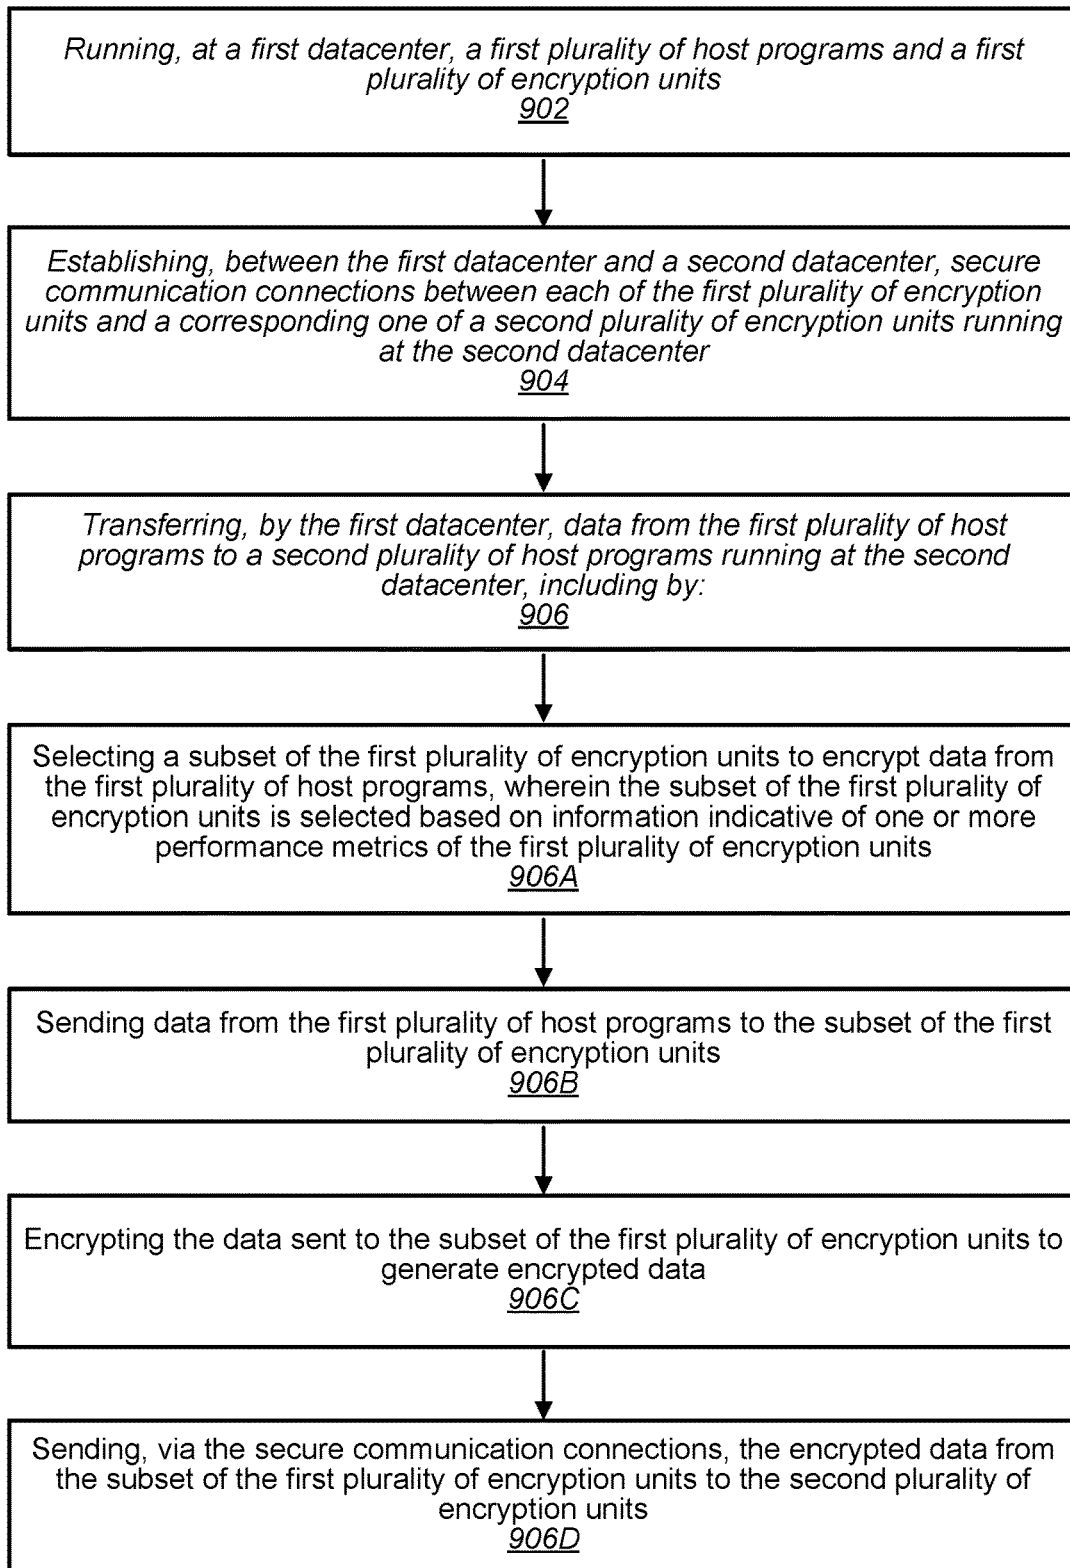 Running, at a first datacenter, a first plurality of host programs and a first
plurality of encryption units
902
Establishing, between the first datacenter and a second datacenter, secure
communication connections between each of the first plurality of encryption
units and a corresponding one of a second plurality of encryption units running
at the second datacenter
904
Transferring, by the first datacenter, data from the first plurality of host
programs to a second plurality of host programs running at the second
datacenter, including by:
906
Selecting a subset of the first plurality of encryption units to encrypt data from
the first plurality of host programs, wherein the subset of the first plurality of
encryption units is selected based on information indicative of one or more
performance metrics of the first plurality of encryption units
906A
Sending data from the first plurality of host programs to the subset of the first
plurality of encryption units
906B
Encrypting the data sent to the subset of the first plurality of encryption units to
generate encrypted data
906C
Sending, via the secure communication connections, the encrypted data from
the subset of the first plurality of encryption units to the second plurality of
encryption units
906D